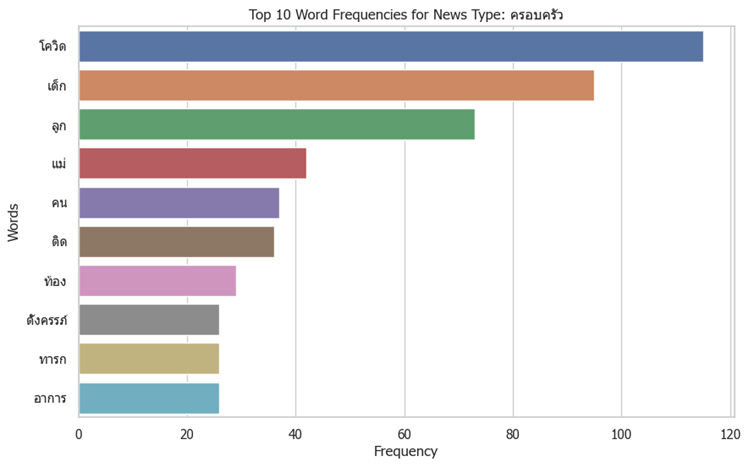 Top 10 Word Frequencies for News Type: ครอบครัว
Words
โควิด
เด็ก
ลูก
แม่
คน
ติด
ท้อง
ตั้งครรภ์
ทารก
อาการ
0 20 40 60 80 100 120
Frequency